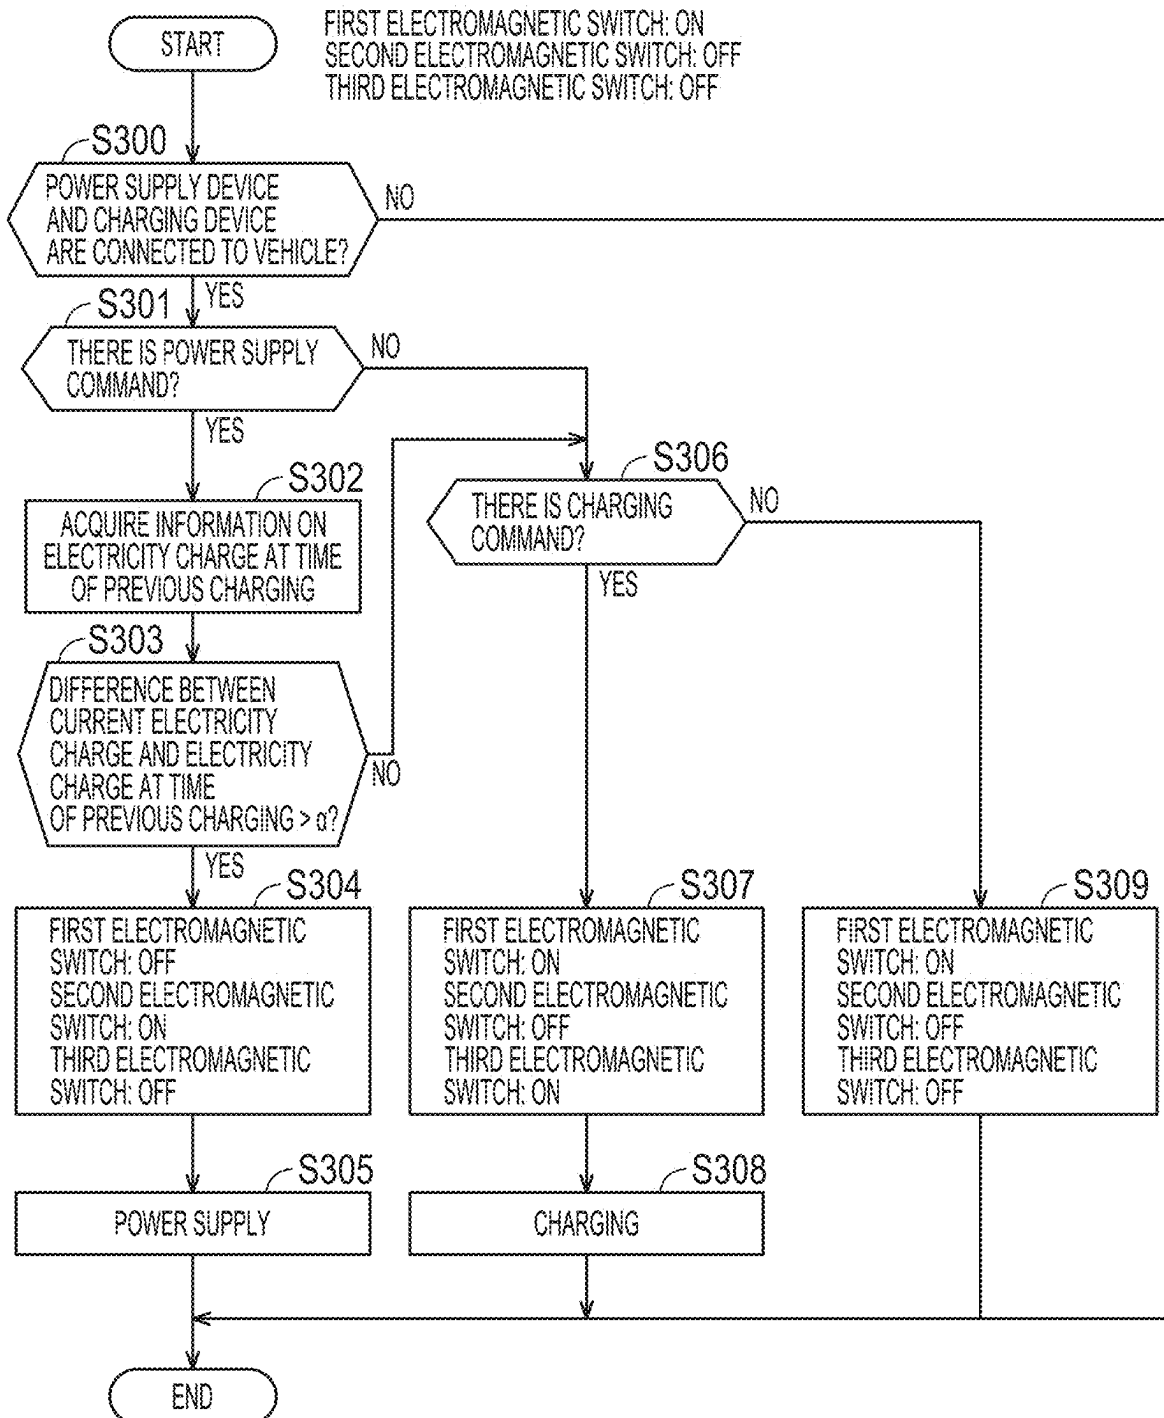 START
FIRST ELECTROMAGNETIC SWITCH: ON
SECOND ELECTROMAGNETIC SWITCH: OFF
THIRD ELECTROMAGNETIC SWITCH: OFF
S300
POWER SUPPLY DEVICE
AND CHARGING DEVICE
ARE CONNECTED TO VEHICLE?
NO
YES
S301
THERE IS POWER SUPPLY
COMMAND?
NO
YES
S302
ACQUIRE INFORMATION ON
ELECTRICITY CHARGE AT TIME
OF PREVIOUS CHARGING
S303
DIFFERENCE BETWEEN
CURRENT ELECTRICITY
CHARGE AND ELECTRICITY
CHARGE AT TIME
OF PREVIOUS CHARGING > α?
NO
YES
S304
FIRST ELECTROMAGNETIC
SWITCH: OFF
SECOND ELECTROMAGNETIC
SWITCH: ON
THIRD ELECTROMAGNETIC
SWITCH: OFF
S305
POWER SUPPLY
S306
THERE IS CHARGING
COMMAND?
NO
YES
S307
FIRST ELECTROMAGNETIC
SWITCH: ON
SECOND ELECTROMAGNETIC
SWITCH: OFF
THIRD ELECTROMAGNETIC
SWITCH: ON
S308
CHARGING
S309
FIRST ELECTROMAGNETIC
SWITCH: ON
SECOND ELECTROMAGNETIC
SWITCH: OFF
THIRD ELECTROMAGNETIC
SWITCH: OFF
END